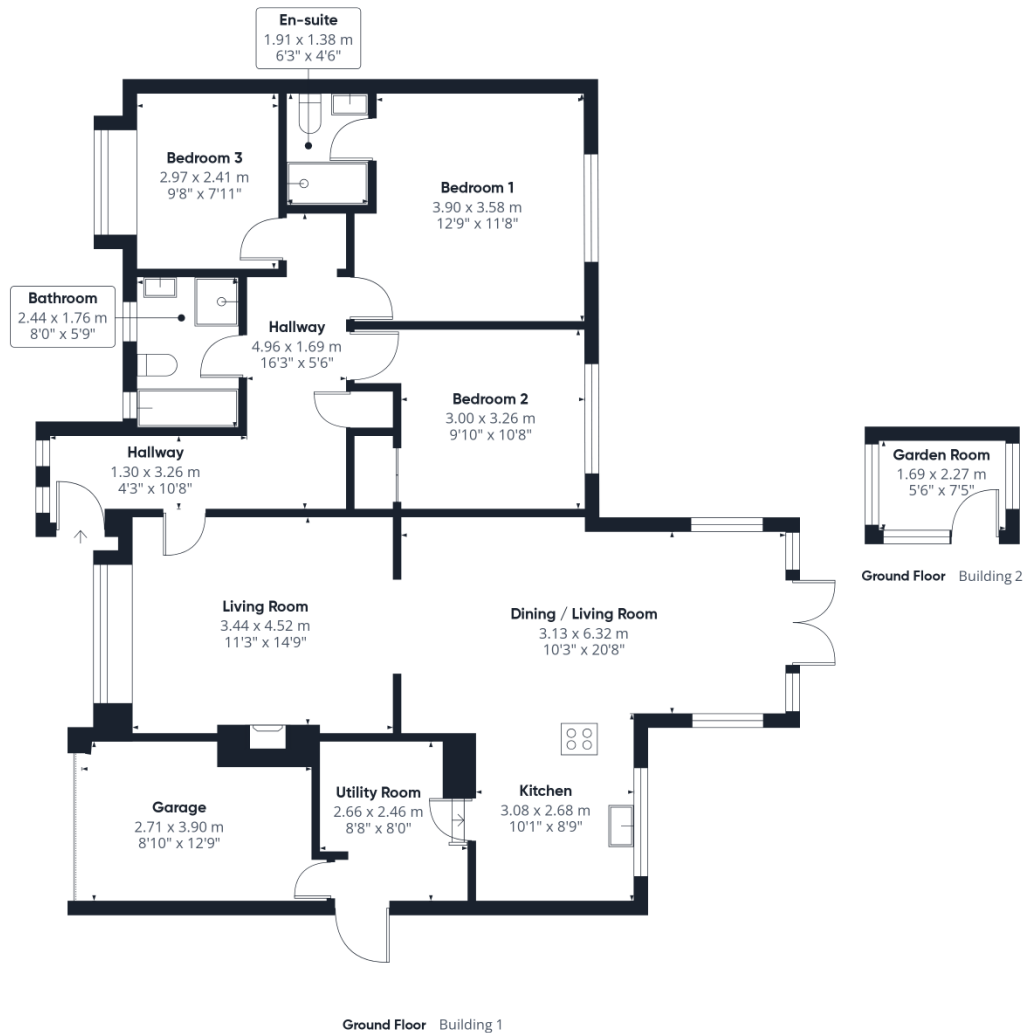 En-suite
1.91 x 1.38 m
6'3" x 4'6"
Bedroom 3
2.97 x 2.41 m
9'8" x 7'11"
Bedroom 1
3.90 x 3.58 m
12'9" x 11'8"
Bathroom
2.44 x 1.76 m
8'0" x 5'9"
Hallway
4.96 x 1.69 m
16'3" x 5'6"
Bedroom 2
3.00 x 3.26 m
9'10" x 10'8"
Hallway
1.30 x 3.26 m
4'3" x 10'8"
Garden Room
1.69 x 2.27 m
5'6" x 7'5"
Ground Floor Building 2
Living Room
3.44 x 4.52 m
11'3" x 14'9"
Dining / Living Room
3.13 x 6.32 m
10'3" x 20'8"
Garage
2.71 x 3.90 m
8'10" x 12'9"
Utility Room
2.66 x 2.46 m
8'8" x 8'0"
Kitchen
3.08 x 2.68 m
10'1" x 8'9"
Ground Floor Building 1